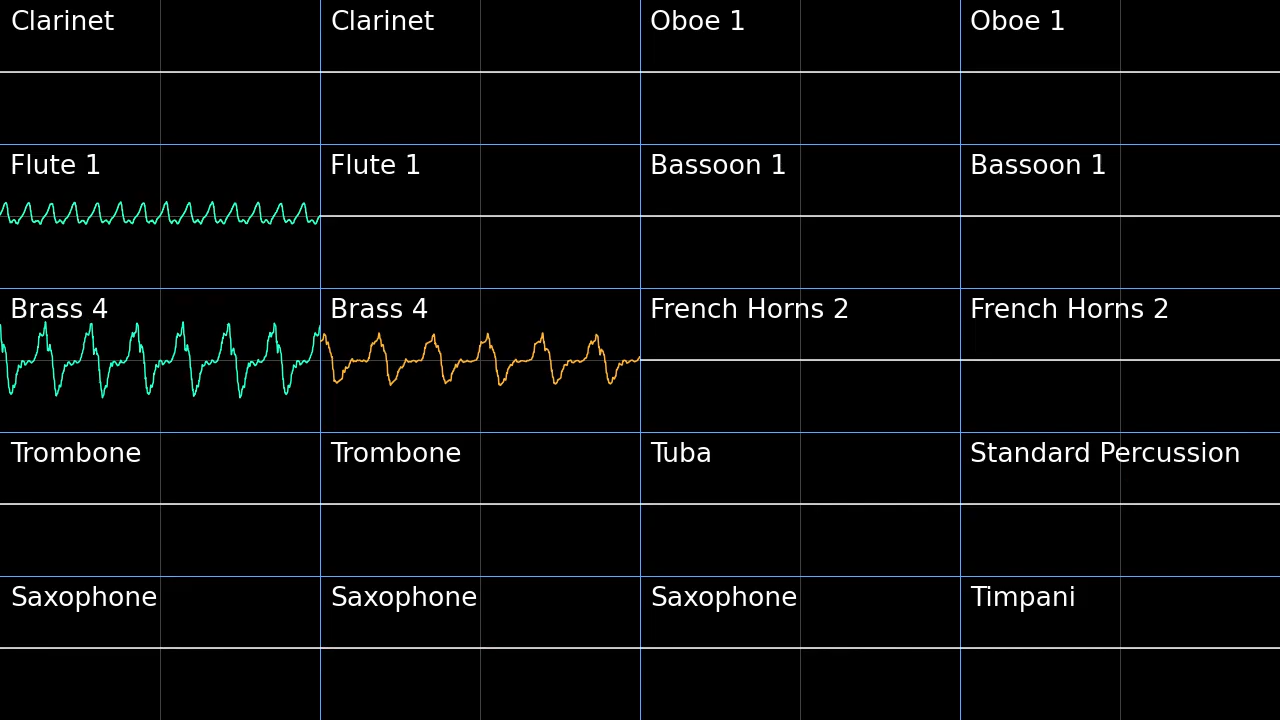 Clarinet
Clarinet
Oboe 1
Oboe 1
Flute 1
Flute 1
Bassoon 1
Bassoon 1
Brass 4
Brass 4
French Horns 2
French Horns 2
Trombone
Trombone
Tuba
Standard Percussion
Saxophone
Saxophone
Saxophone
Timpani